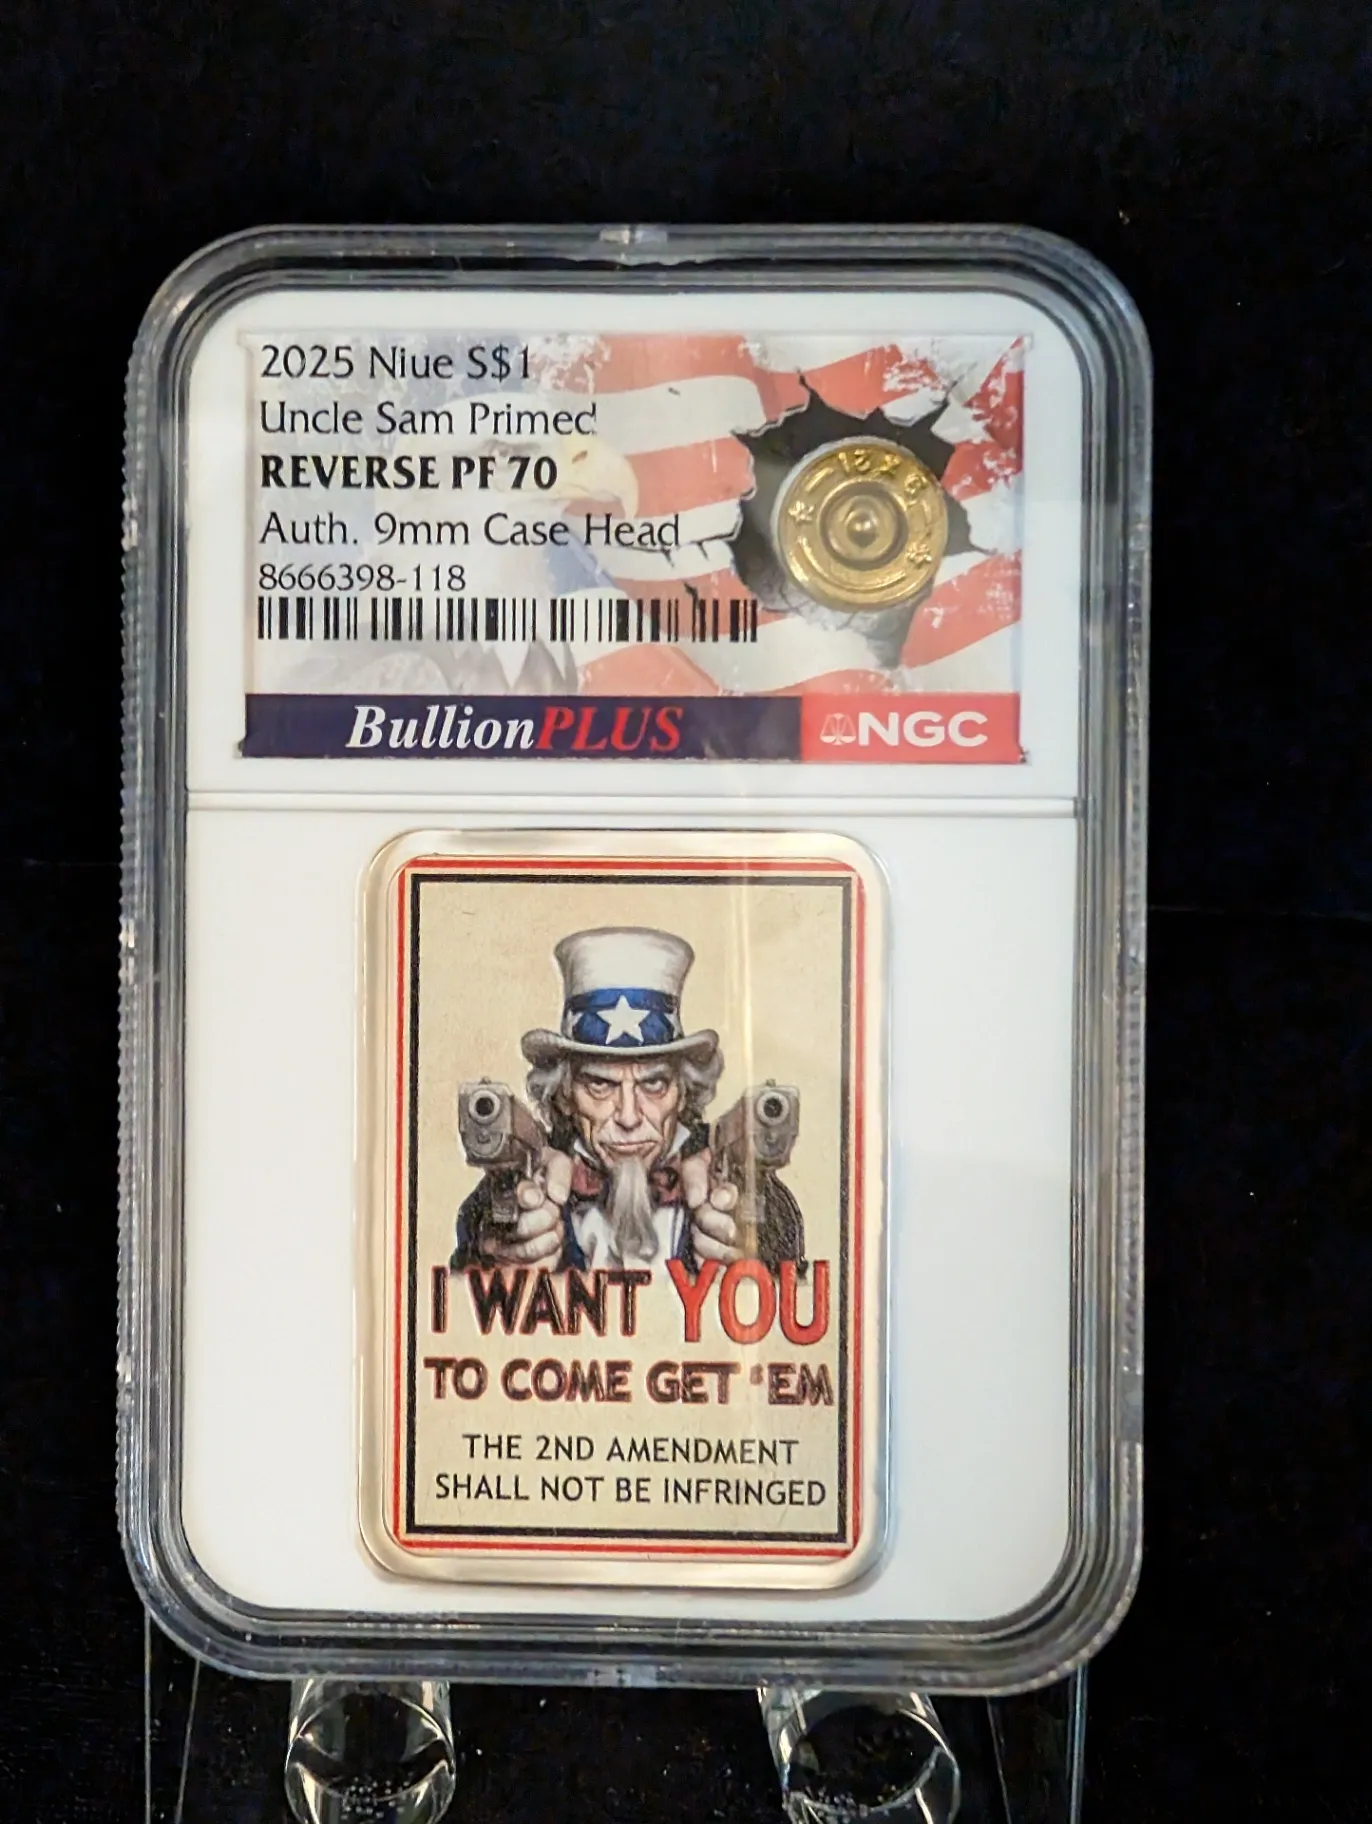 2025 Niue S$1
Uncle Sam Primed
REVERSE PF 70
Auth. 9mm Case Head
8666398-118
BullionPLUS
NGC
I WANT YOU
TO COME GET 'EM
THE 2ND AMENDMENT
SHALL NOT BE INFRINGED